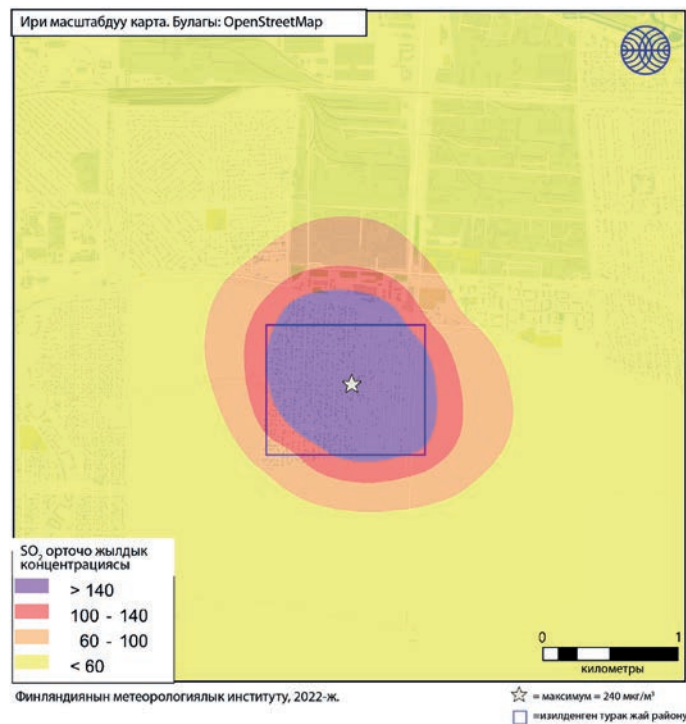 Ири масштабдуу карта. Булагы: OpenStreetMap
SO₂ орточо жылдык
концентрациясы
> 140
100 - 140
60 - 100
< 60
0 1
километры
Финляндиянын метеорологиялык институту, 2022-ж.
= максимум = 240 мкг/м³
=изилденген турак жай району